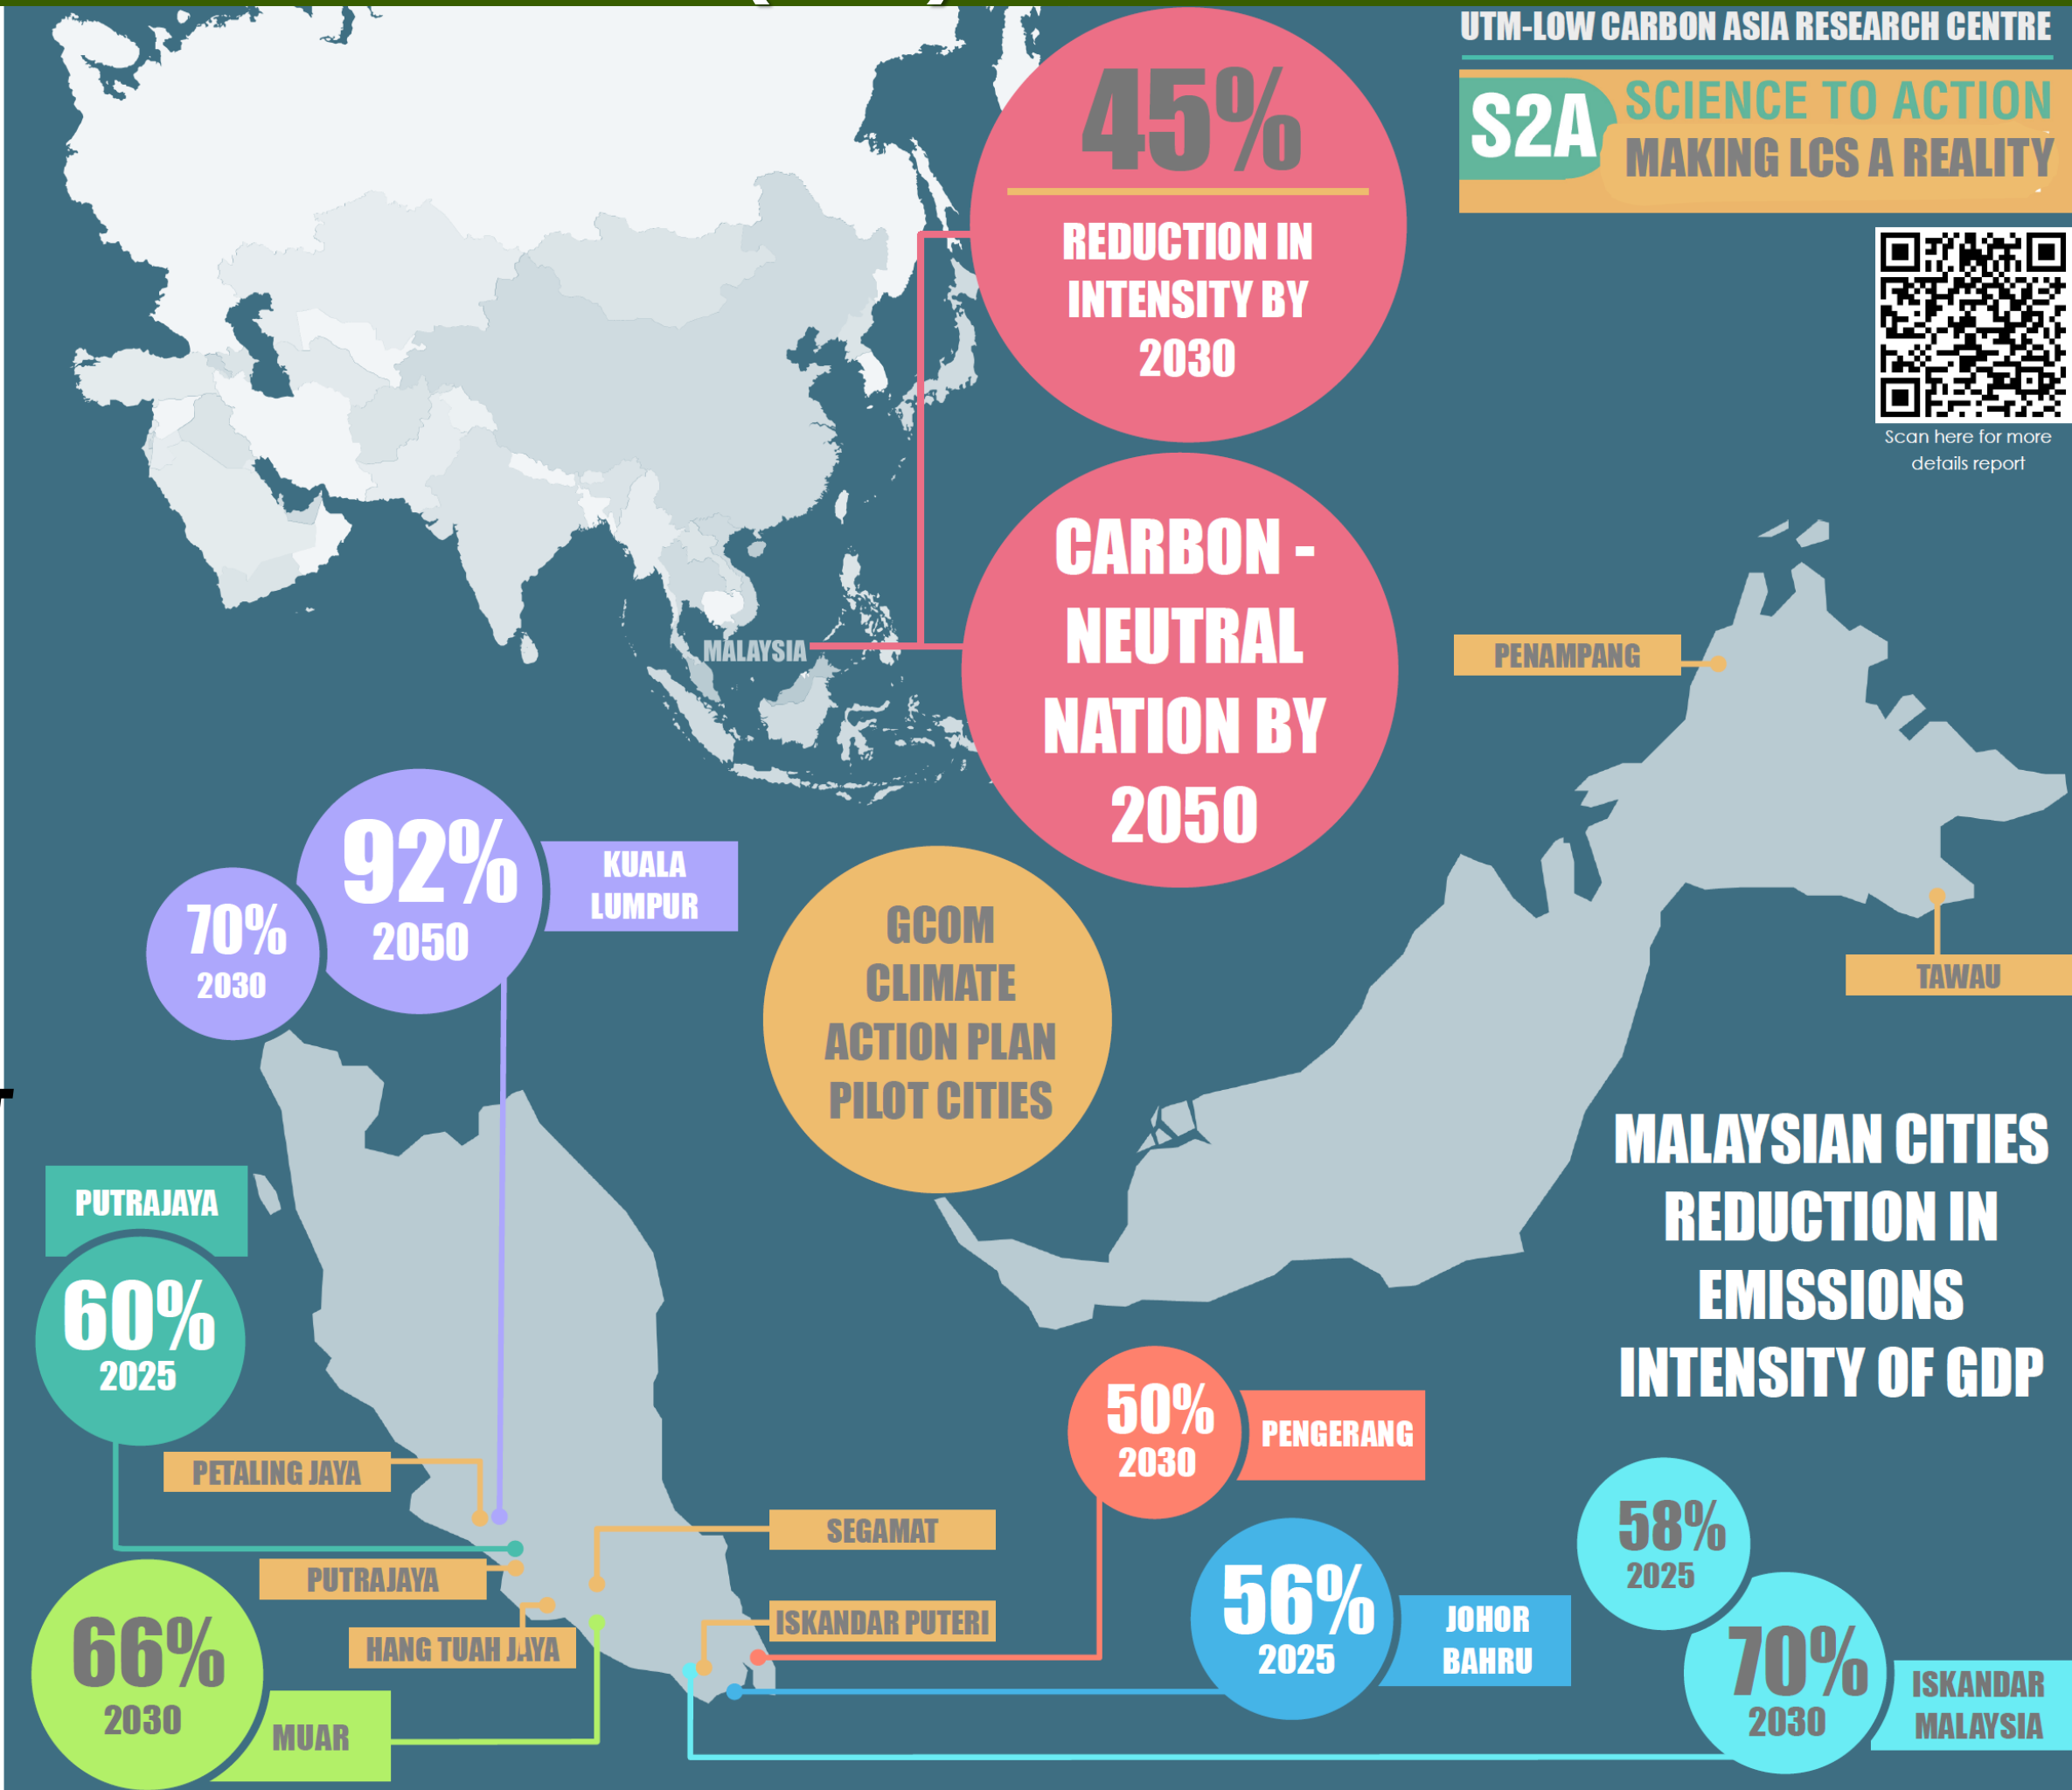 UTM-LOW CARBON ASIA RESEARCH CENTRE
S2A
SCIENCE TO ACTION
MAKING LCS A REALITY
Scan here for more
details report
45%
REDUCTION IN
INTENSITY BY
2030
CARBON -
NEUTRAL
NATION BY
2050
MALAYSIA
PENAMPANG
TAWAU
92%
2050
KUALA
LUMPUR
70%
2030
GCOM
CLIMATE
ACTION PLAN
PILOT CITIES
MALAYSIAN CITIES
REDUCTION IN
EMISSIONS
INTENSITY OF GDP
PUTRAJAYA
60%
2025
PETALING JAYA
PUTRAJAYA
HANG TUAH JAYA
66%
2030
MUAR
SEGAMAT
ISKANDAR PUTERI
50%
2030
PENGERANG
56%
2025
JOHOR
BAHRU
58%
2025
70%
2030
ISKANDAR
MALAYSIA